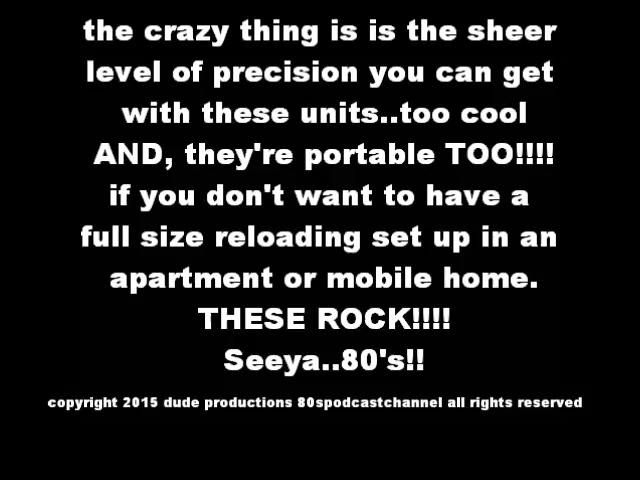 the crazy thing is is the sheer
level of precision you can get
with these units..too cool
AND, they're portable TOO!!!!
if you don't want to have a
full size reloading set up in an
apartment or mobile home.
THESE ROCK!!!!
Seeya..80's!!
copyright 2015 dude productions 80spodcastchannel all rights reserved